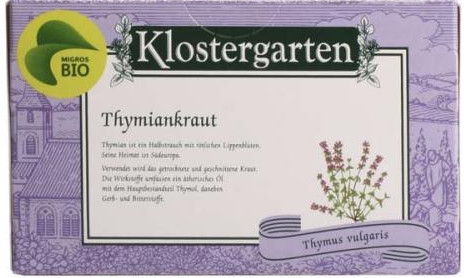 MIGROS
BIO
Klostergarten
Thymiankraut
Thymian ist ein Halbstrauch mit rötlichen Lippenblüten.
Seine Heimat ist Südeuropa.
Verwendet wird das getrocknete und geschnittene Kraut.
Die Wirkstoffe umfassen ein ätherisches Öl
mit dem Hauptbestandteil Thymol, daneben
Gerb- und Bitterstoffe.
Thymus vulgaris